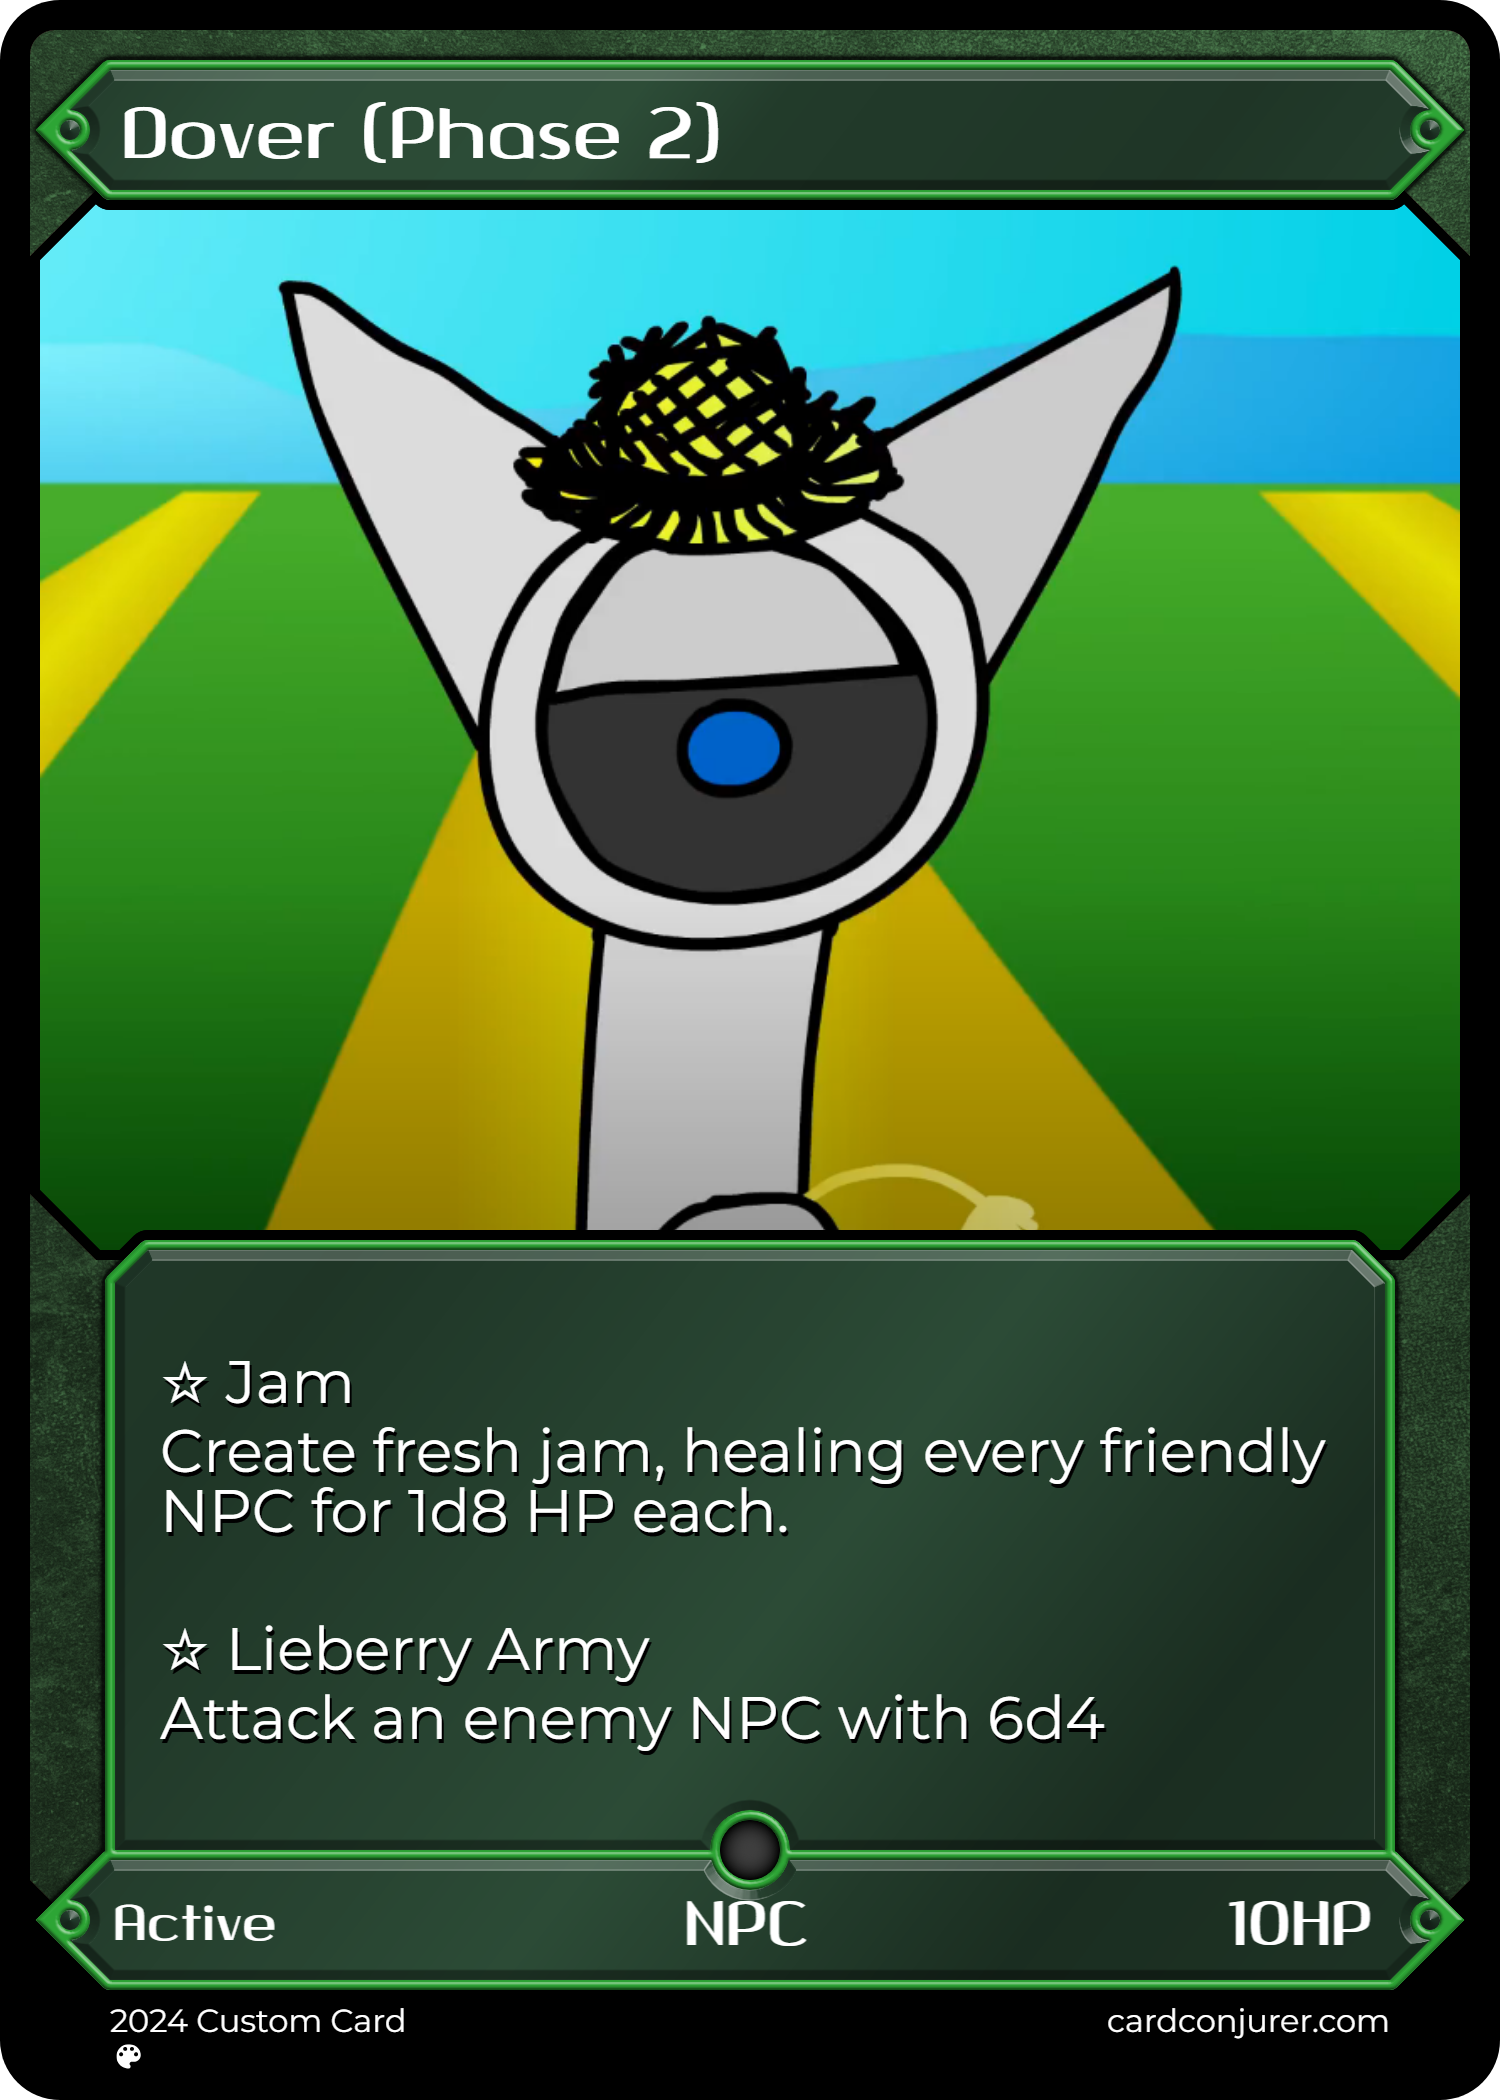 Dover (Phase 2)
☆ Jam
Create fresh jam, healing every friendly
NPC for 1d8 HP each.
☆ Lieberry Army
Attack an enemy NPC with 6d4
Active NPC 10HP
2024 Custom Card cardconjurer.com